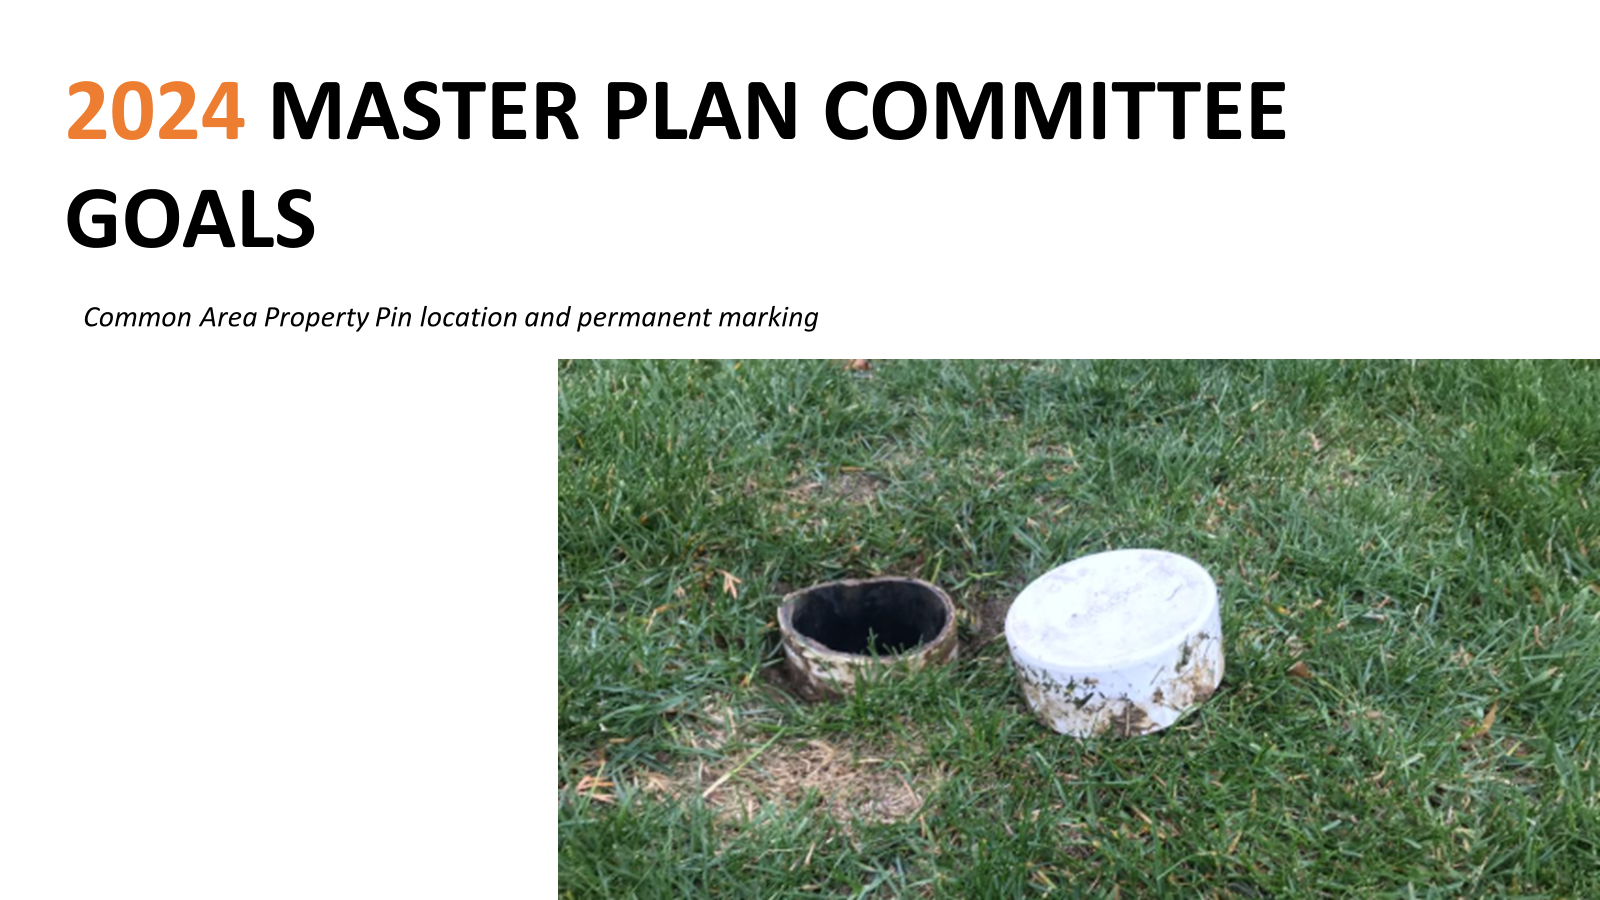 2024 MASTER PLAN COMMITTEE
GOALS
Common Area Property Pin location and permanent marking